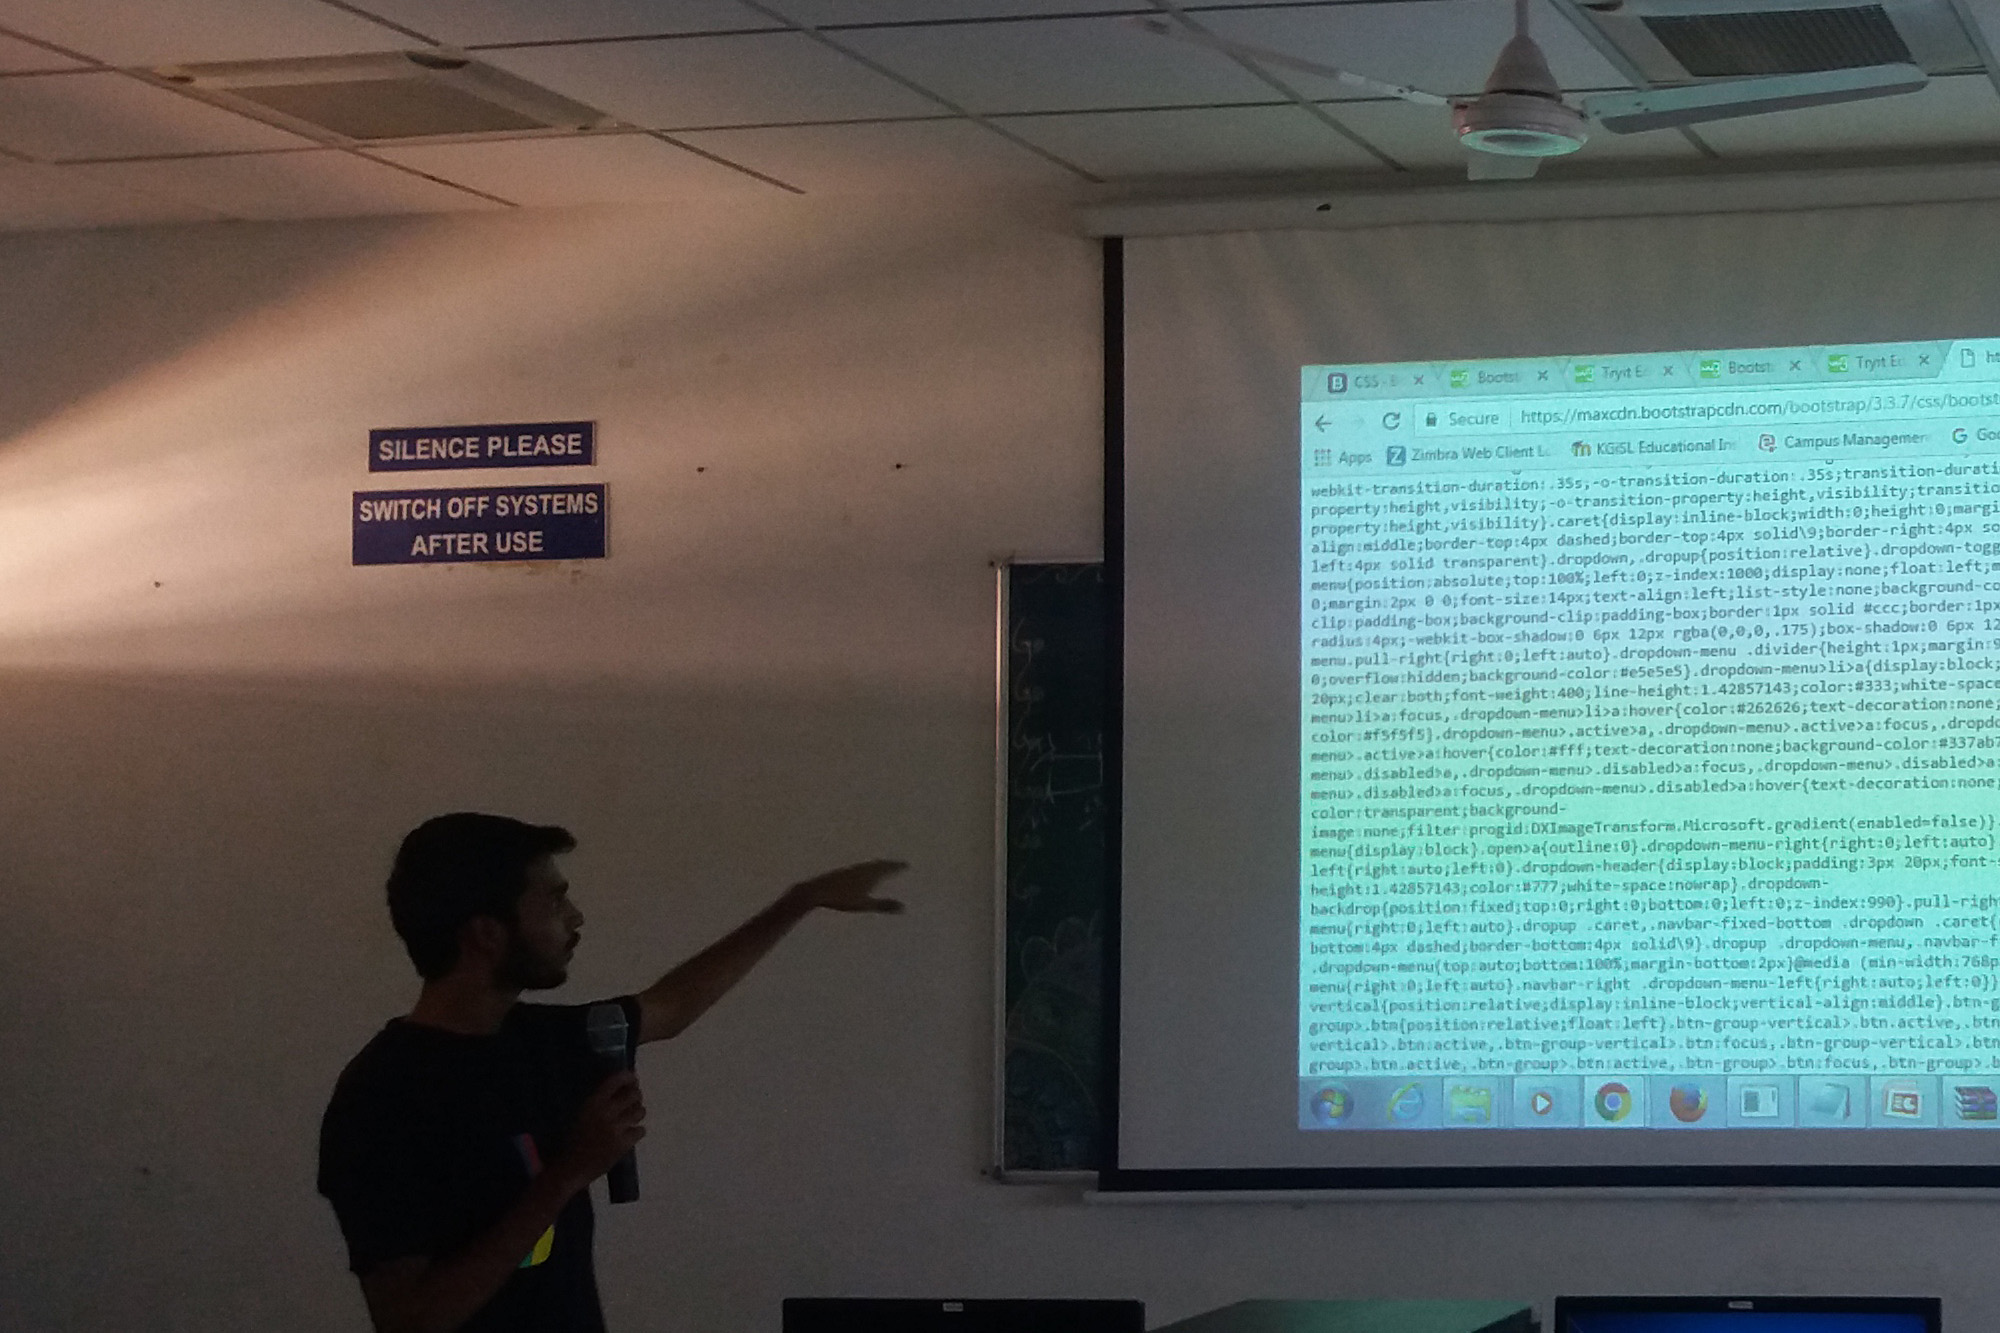 SILENCE PLEASE
SWITCH OFF SYSTEMS
AFTER USE
CSS - B
Bootst
Tryit E
Bootst
Tryit Ec
ht
Secure
https://maxcdn.bootstrapcdn.com/bootstrap/3.3.7/css/bootst
Apps
Zimbra Web Client L
KGiSL Educational In
Campus Managemer
Goo
webkit-transition-duration:.35s;-o-transition-duration:.35s;transition-durati
property:height,visibility;-o-transition-property:height,visibility;transitio
property:height,visibility}.caret{display:inline-block;width:0;height:0;margi
align:middle;border-top:4px dashed;border-top:4px solid\9;border-right:4px so
left:4px solid transparent}.dropdown,.dropup{position:relative}.dropdown-togg
menu{position:absolute;top:100%;left:0;z-index:1000;display:none;float:left;m
0;margin:2px 0 0;font-size:14px;text-align:left;list-style:none;background-co
clip:padding-box;background-clip:padding-box;border:1px solid #ccc;border:1px
radius:4px;-webkit-box-shadow:0 6px 12px rgba(0,0,0,.175);box-shadow:0 6px 12
menu.pull-right{right:0;left:auto}.dropdown-menu .divider{height:1px;margin:9
0;overflow:hidden;background-color:#e5e5e5}.dropdown-menu>li>a{display:block;
20px;clear:both;font-weight:400;line-height:1.42857143;color:#333;white-space
menu>li>a:focus,.dropdown-menu>li>a:hover{color:#262626;text-decoration:none;
color:#f5f5f5}.dropdown-menu>.active>a,.dropdown-menu>.active>a:focus,.dropdo
menu>.active>a:hover{color:#fff;text-decoration:none;background-color:#337ab7
menu>.disabled>a,.dropdown-menu>.disabled>a:focus,.dropdown-menu>.disabled>a:
menu>.disabled>a:focus,.dropdown-menu>.disabled>a:hover{text-decoration:none;
color:transparent;background-
image:none;filter:progid:DXImageTransform.Microsoft.gradient(enabled=false)}.
menu{display:block}.open>a{outline:0}.dropdown-menu-right{right:0;left:auto}
left{right:auto;left:0}.dropdown-header{display:block;padding:3px 20px;font-s
height:1.42857143;color:#777;white-space:nowrap}.dropdown-
backdrop{position:fixed;top:0;right:0;bottom:0;left:0;z-index:990}.pull-righ
menu{right:0;left:auto}.dropup .caret,.navbar-fixed-bottom .dropdown .caret{
bottom:4px dashed;border-bottom:4px solid\9}.dropup .dropdown-menu,.navbar-f
.dropdown-menu{top:auto;bottom:100%;margin-bottom:2px}@media (min-width:768p
menu{right:0;left:auto}.navbar-right .dropdown-menu-left{right:auto;left:0}}
vertical{position:relative;display:inline-block;vertical-align:middle}.btn-g
group>.btn{position:relative;float:left}.btn-group-vertical>.btn.active,.btn
vertical>.btn:active,.btn-group-vertical>.btn:focus,.btn-group-vertical>.btn
group>.btn.active,.btn-group>.btn:active,.btn-group>.btn:focus,.btn-group>.b